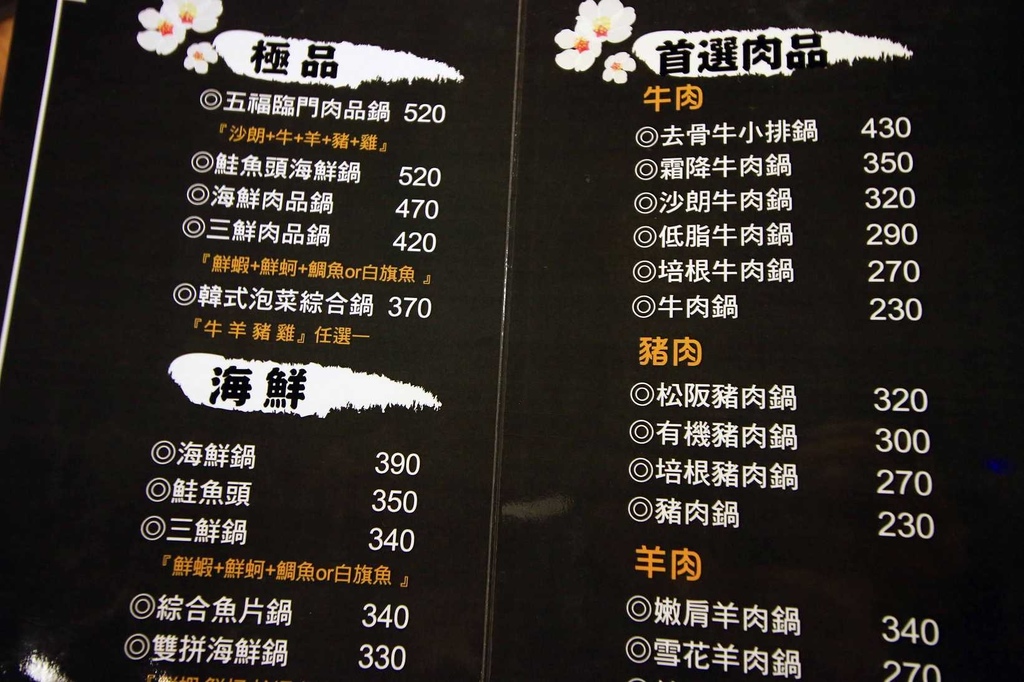 極品
◎五福臨門肉品鍋 520
『沙朗+牛+羊+豬+雞』
◎鮭魚頭海鮮鍋 520
◎海鮮肉品鍋 470
◎三鮮肉品鍋 420
『鮮蝦+鮮蚵+鯛魚or白旗魚』
◎韓式泡菜綜合鍋 370
『牛羊豬雞』任選一
海鮮
◎海鮮鍋 390
◎鮭魚頭 350
◎三鮮鍋 340
『鮮蝦+鮮蚵+鯛魚or白旗魚』
◎綜合魚片鍋 340
◎雙拼海鮮鍋 330
首選肉品
牛肉
◎去骨牛小排鍋 430
◎霜降牛肉鍋 350
◎沙朗牛肉鍋 320
◎低脂牛肉鍋 290
◎培根牛肉鍋 270
◎牛肉鍋 230
豬肉
◎松阪豬肉鍋 320
◎有機豬肉鍋 300
◎培根豬肉鍋 270
◎豬肉鍋 230
羊肉
◎嫩肩羊肉鍋 340
◎雪花羊肉鍋 270